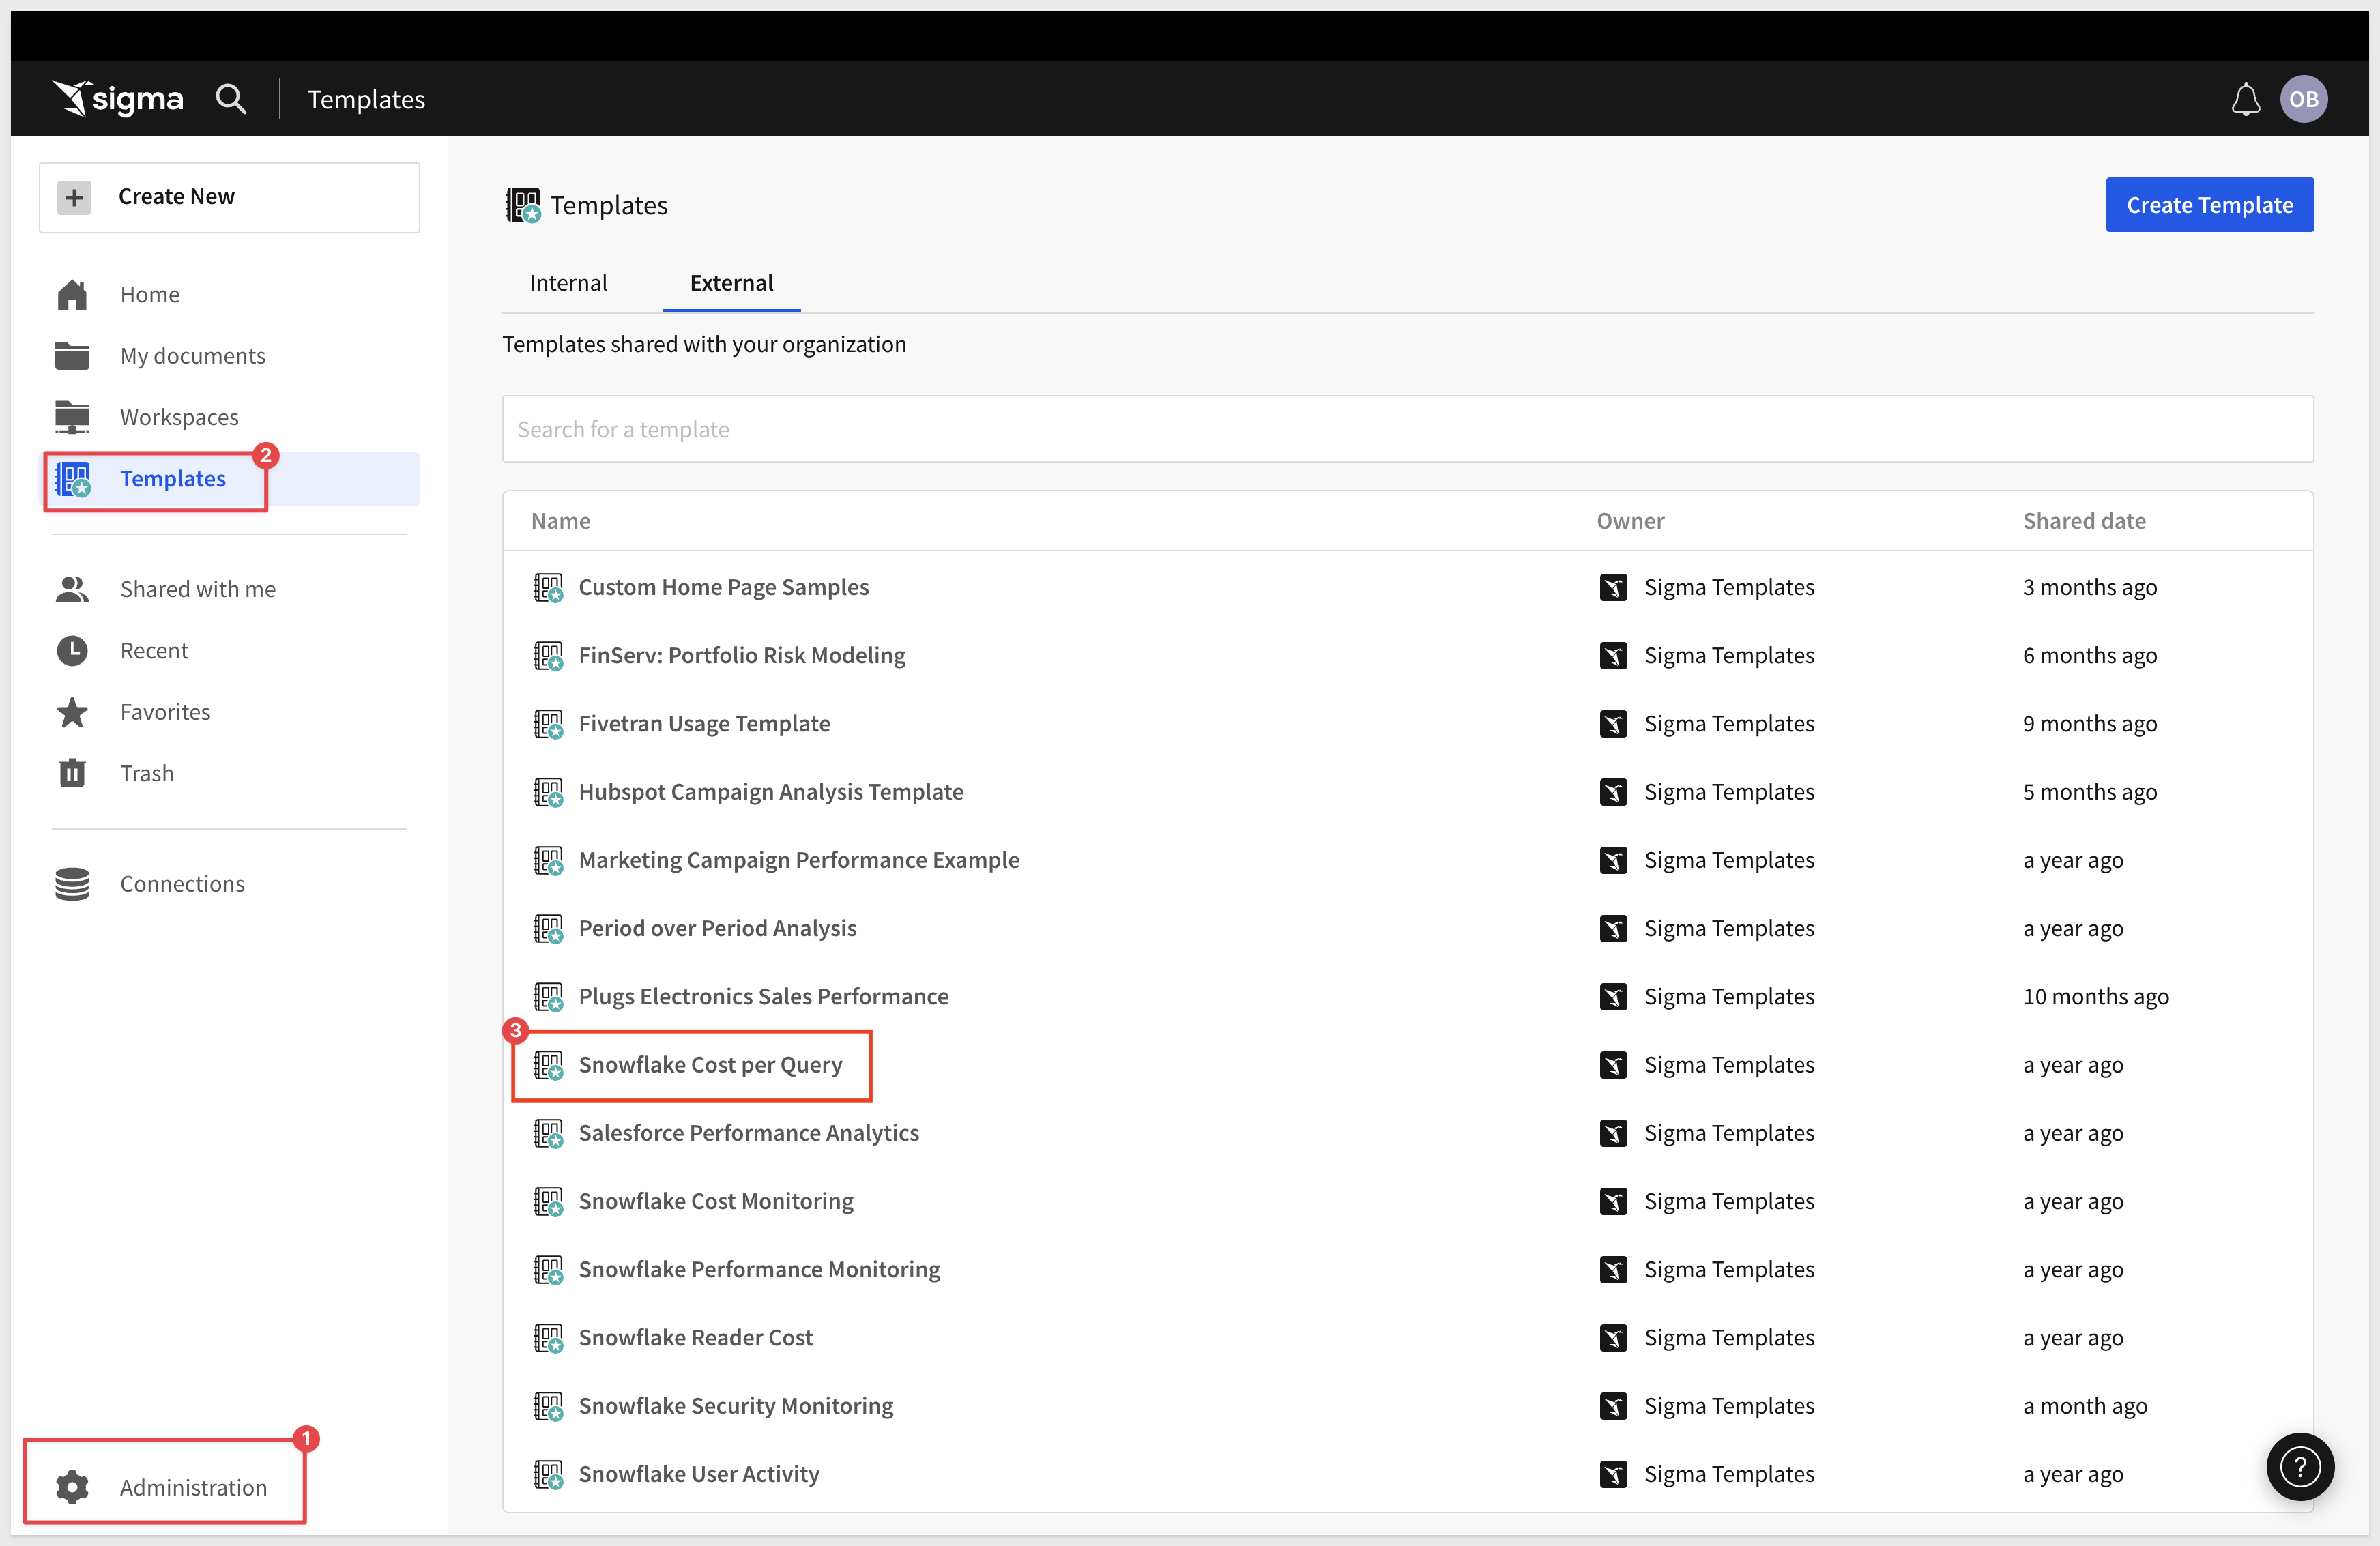 sigma Templates OB
Create New
Home
My documents
Workspaces
2
Templates
Shared with me
Recent
Favorites
Trash
Connections
1
Administration
Templates
Create Template
Internal External
Templates shared with your organization
Search for a template
Name Owner Shared date
Custom Home Page Samples Sigma Templates 3 months ago
FinServ: Portfolio Risk Modeling Sigma Templates 6 months ago
Fivetran Usage Template Sigma Templates 9 months ago
Hubspot Campaign Analysis Template Sigma Templates 5 months ago
Marketing Campaign Performance Example Sigma Templates a year ago
Period over Period Analysis Sigma Templates a year ago
Plugs Electronics Sales Performance Sigma Templates 10 months ago
3
Snowflake Cost per Query Sigma Templates a year ago
Salesforce Performance Analytics Sigma Templates a year ago
Snowflake Cost Monitoring Sigma Templates a year ago
Snowflake Performance Monitoring Sigma Templates a year ago
Snowflake Reader Cost Sigma Templates a year ago
Snowflake Security Monitoring Sigma Templates a month ago
Snowflake User Activity Sigma Templates a year ago
?